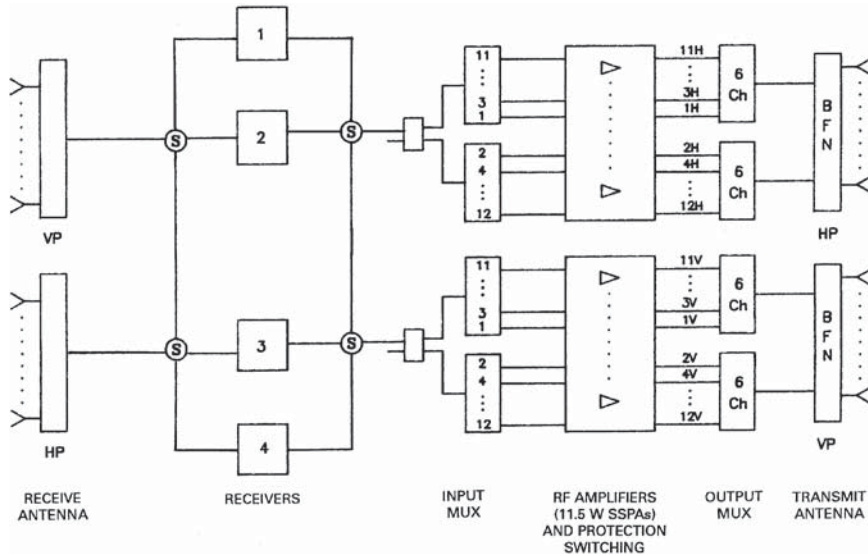 1
2
3
4
S
S
S
S
VP
HP
11
3
1
2
4
12
11
3
1
2
4
12
11H
3H
1H
2H
4H
12H
11V
3V
1V
2V
4V
12V
6
Ch
6
Ch
6
Ch
6
Ch
B
F
N
HP
B
F
N
VP
RECEIVE
ANTENNA
RECEIVERS
INPUT
MUX
RF AMPLIFIERS
(11.5 W SSPAs)
AND PROTECTION
SWITCHING
OUTPUT
MUX
TRANSMIT
ANTENNA